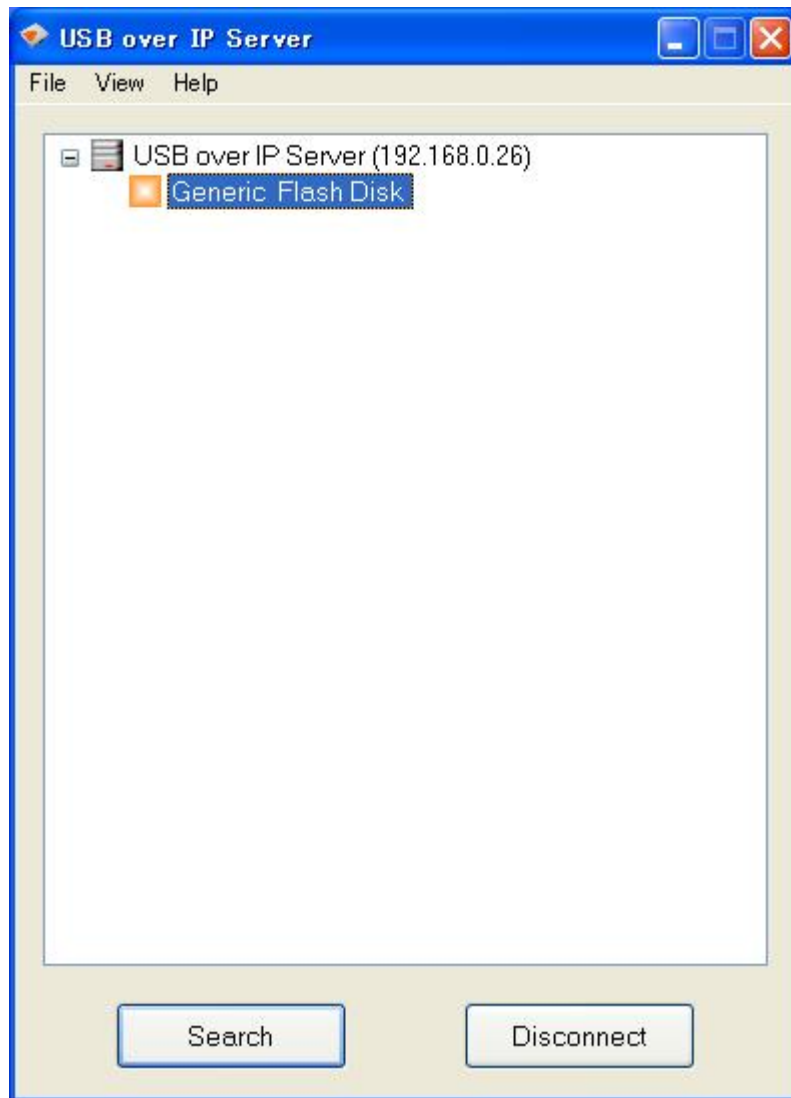 USB over IP Server
File View Help
USB over IP Server (192.168.0.26)
Generic Flash Disk
Search Disconnect